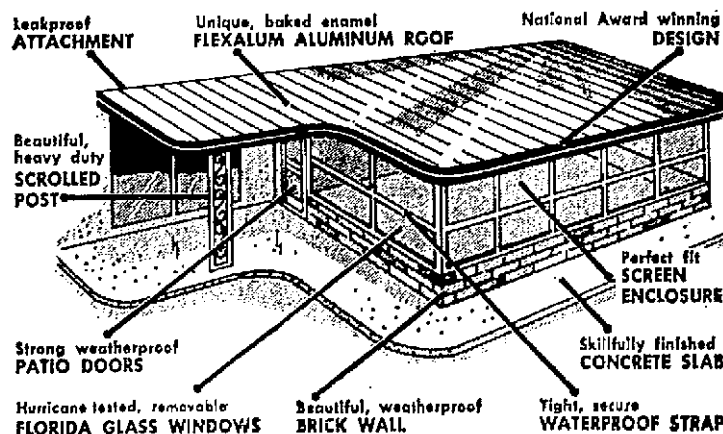 Leakproof
ATTACHMENT
Unique, baked enamel
FLEXALUM ALUMINUM ROOF
National Award winning
DESIGN
Beautiful,
heavy duty
SCROLLED
POST
Perfect fit
SCREEN
ENCLOSURE
Strong weatherproof
PATIO DOORS
Skillfully finished
CONCRETE SLAB
Hurricane tested, removable
FLORIDA GLASS WINDOWS
Beautiful, weatherproof
BRICK WALL
Tight, secure
WATERPROOF STRAP